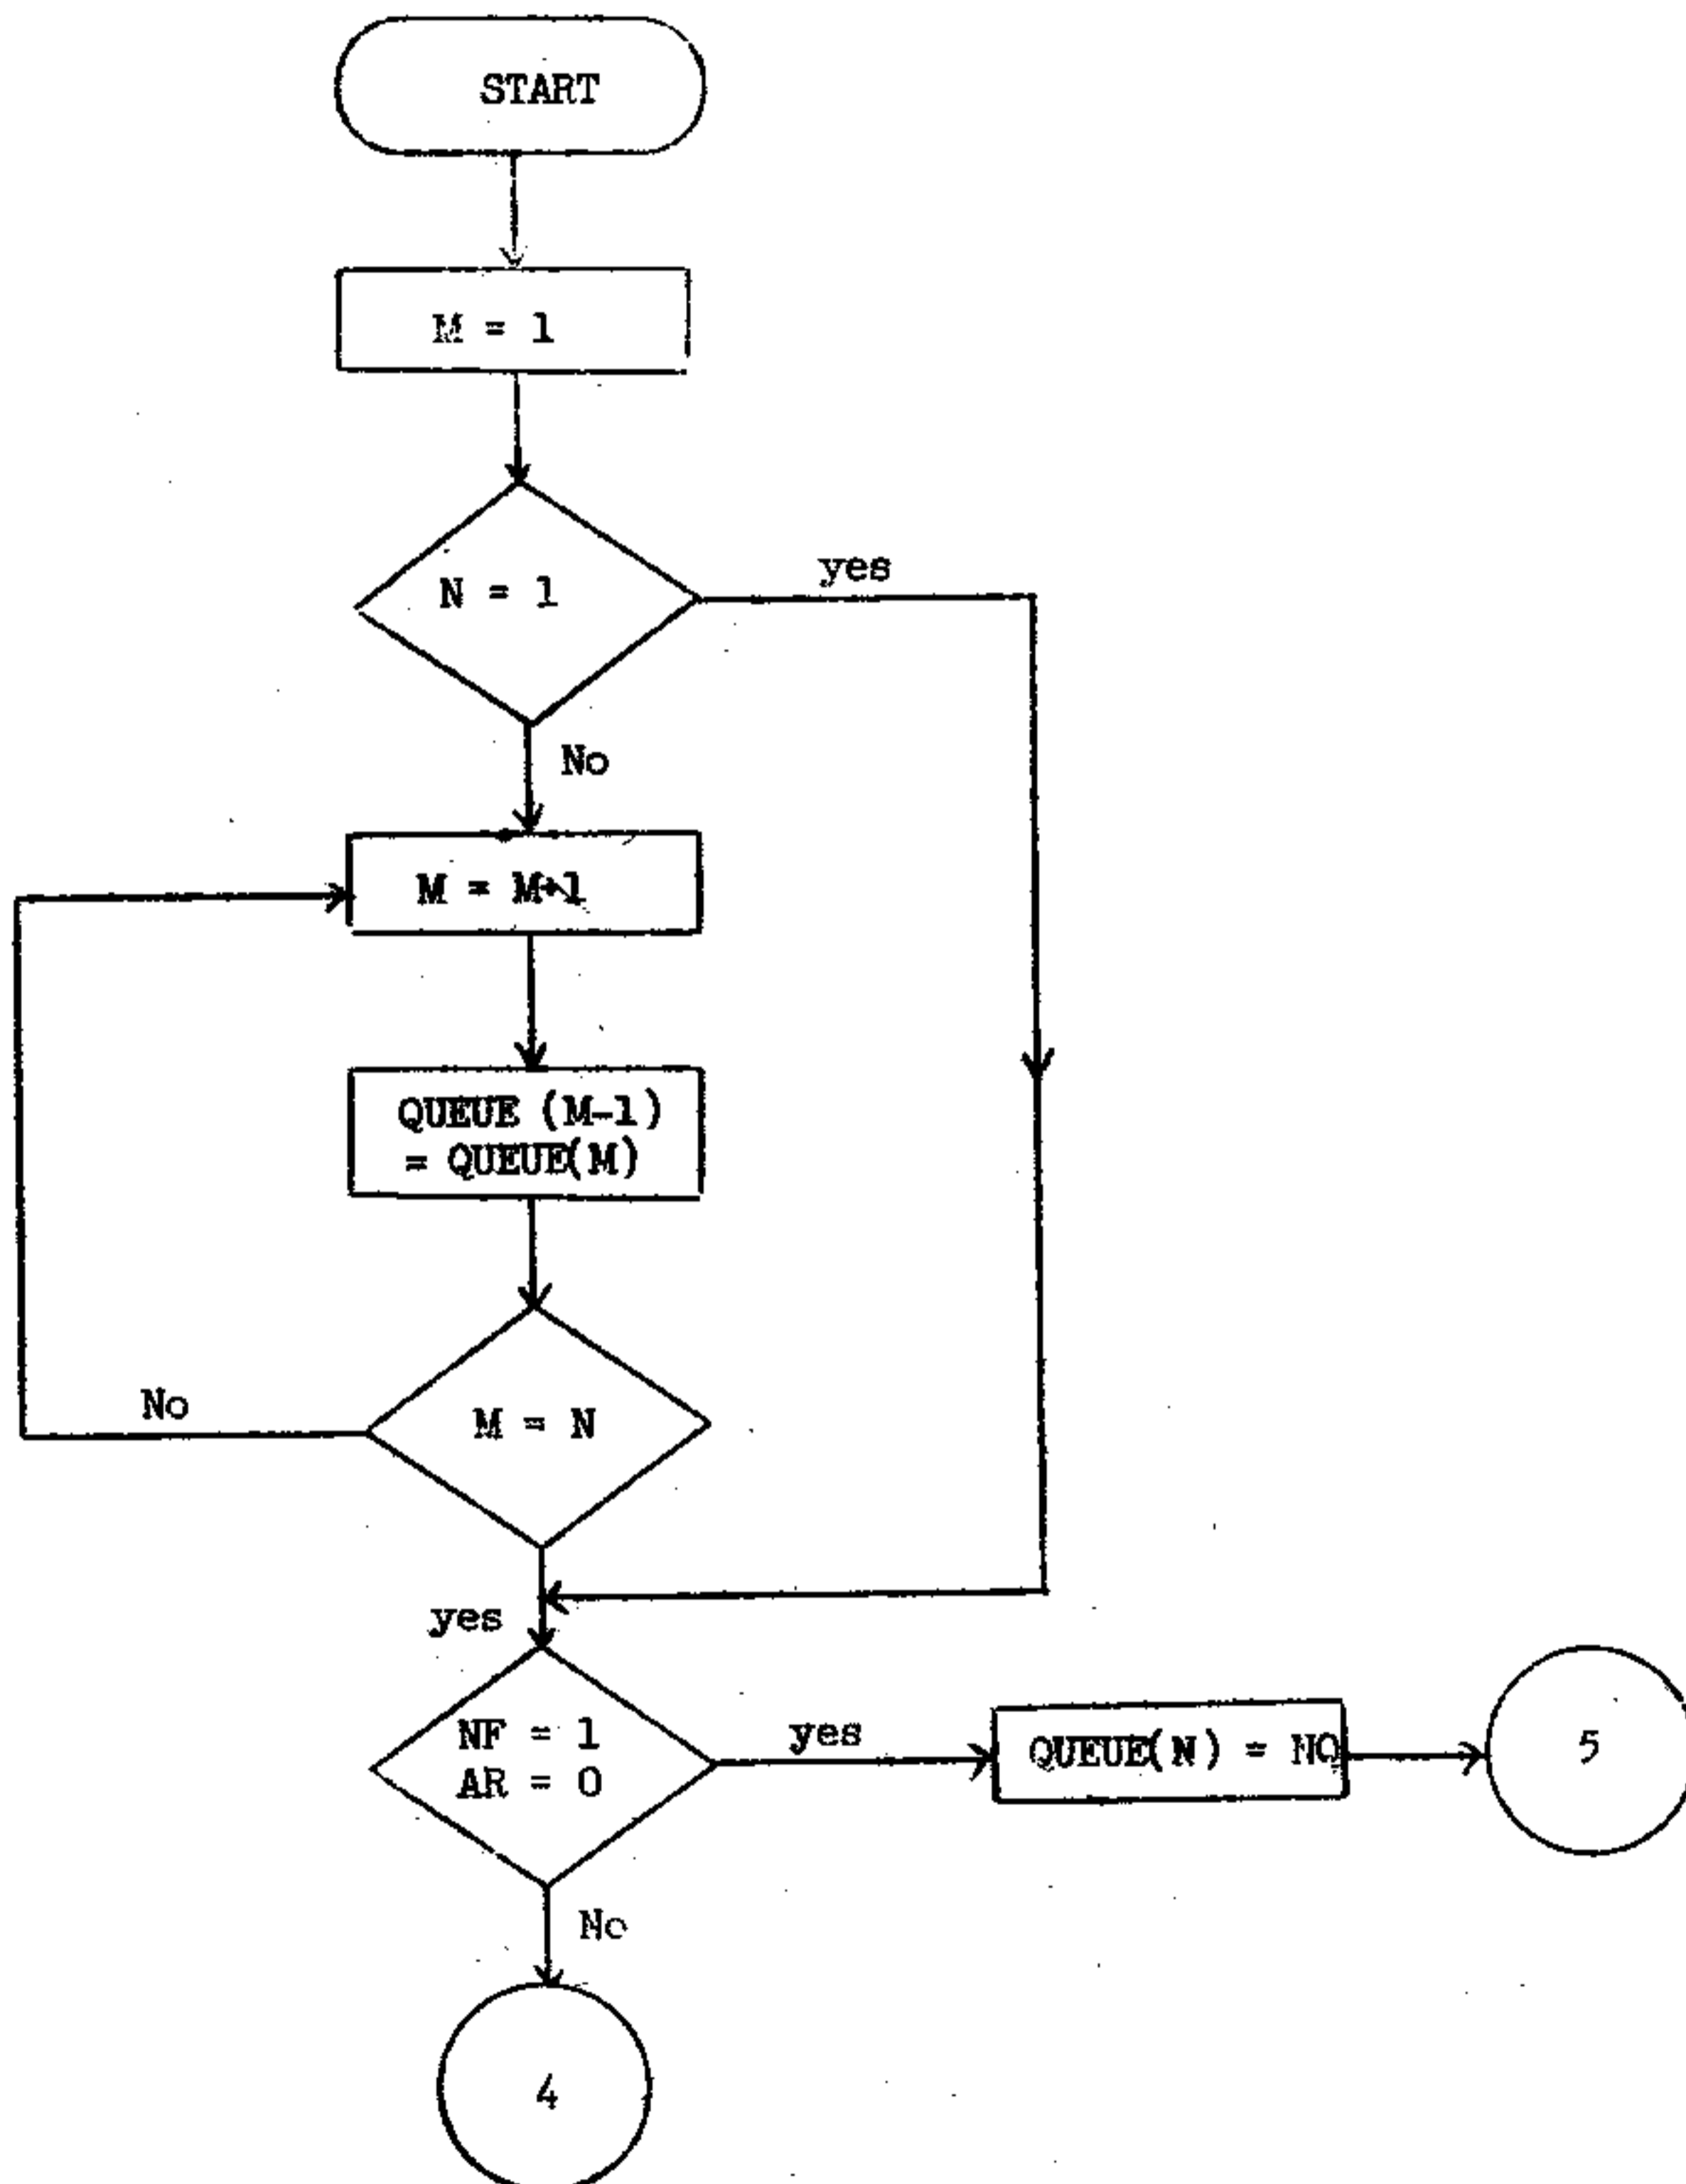 START
M = 1
N = 1
yes
No
M = M+1
QUEUE (M-1)
= QUEUE(M)
No
M = N
yes
NF = 1
AR = 0
yes
QUEUE(N) = NQ
5
No
4